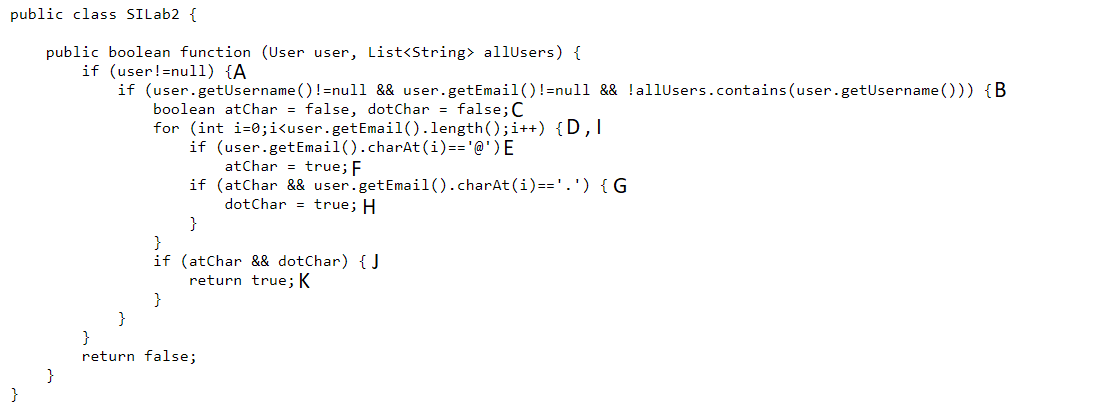 public class SILab2 {
public boolean function (User user, List<String> allUsers) {
if (user!=null) {A
if (user.getUsername()!=null && user.getEmail()!=null && !allUsers.contains(user.getUsername())) {B
boolean atChar = false, dotChar = false;C
for (int i=0;i<user.getEmail().length();i++) {D,I
if (user.getEmail().charAt(i)=='@')E
atChar = true;F
if (atChar && user.getEmail().charAt(i)=='.') {G
dotChar = true;H
}
}
if (atChar && dotChar) {J
return true;K
}
}
}
return false;
}
}